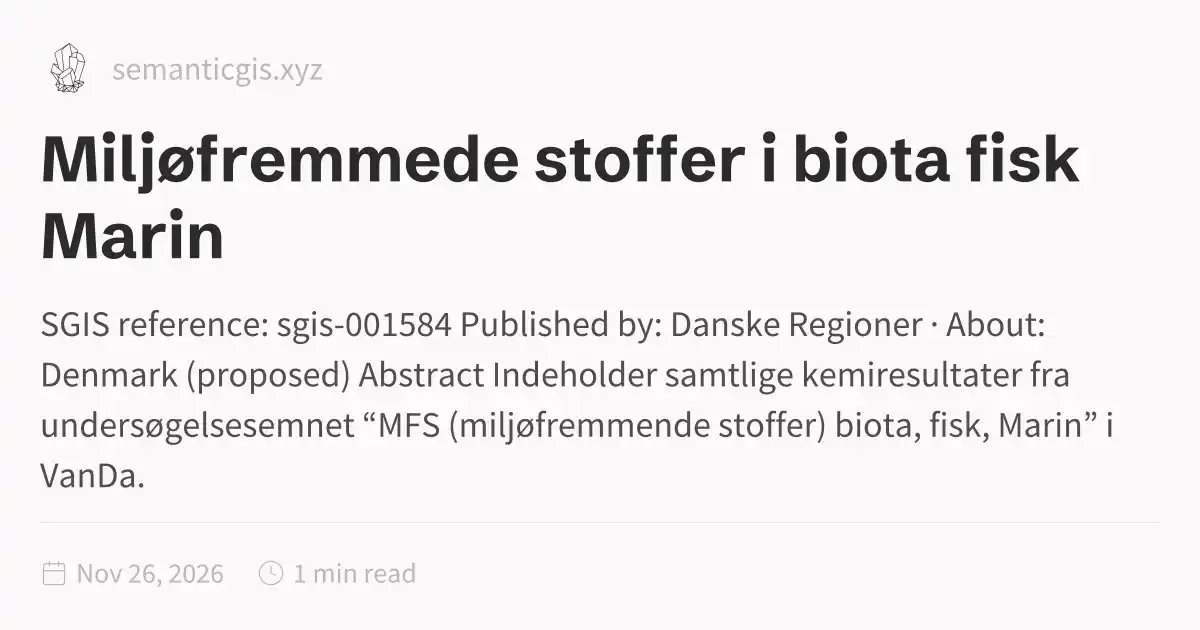 semanticgis.xyz
Miljøfremmede stoffer i biota fisk
Marin
SGIS reference: sgis-001584 Published by: Danske Regioner · About:
Denmark (proposed) Abstract Indeholder samtlige kemiresultater fra
undersøgelsesemnet “MFS (miljøfremmende stoffer) biota, fisk, Marin” i
VanDa.
Nov 26, 2026 1 min read